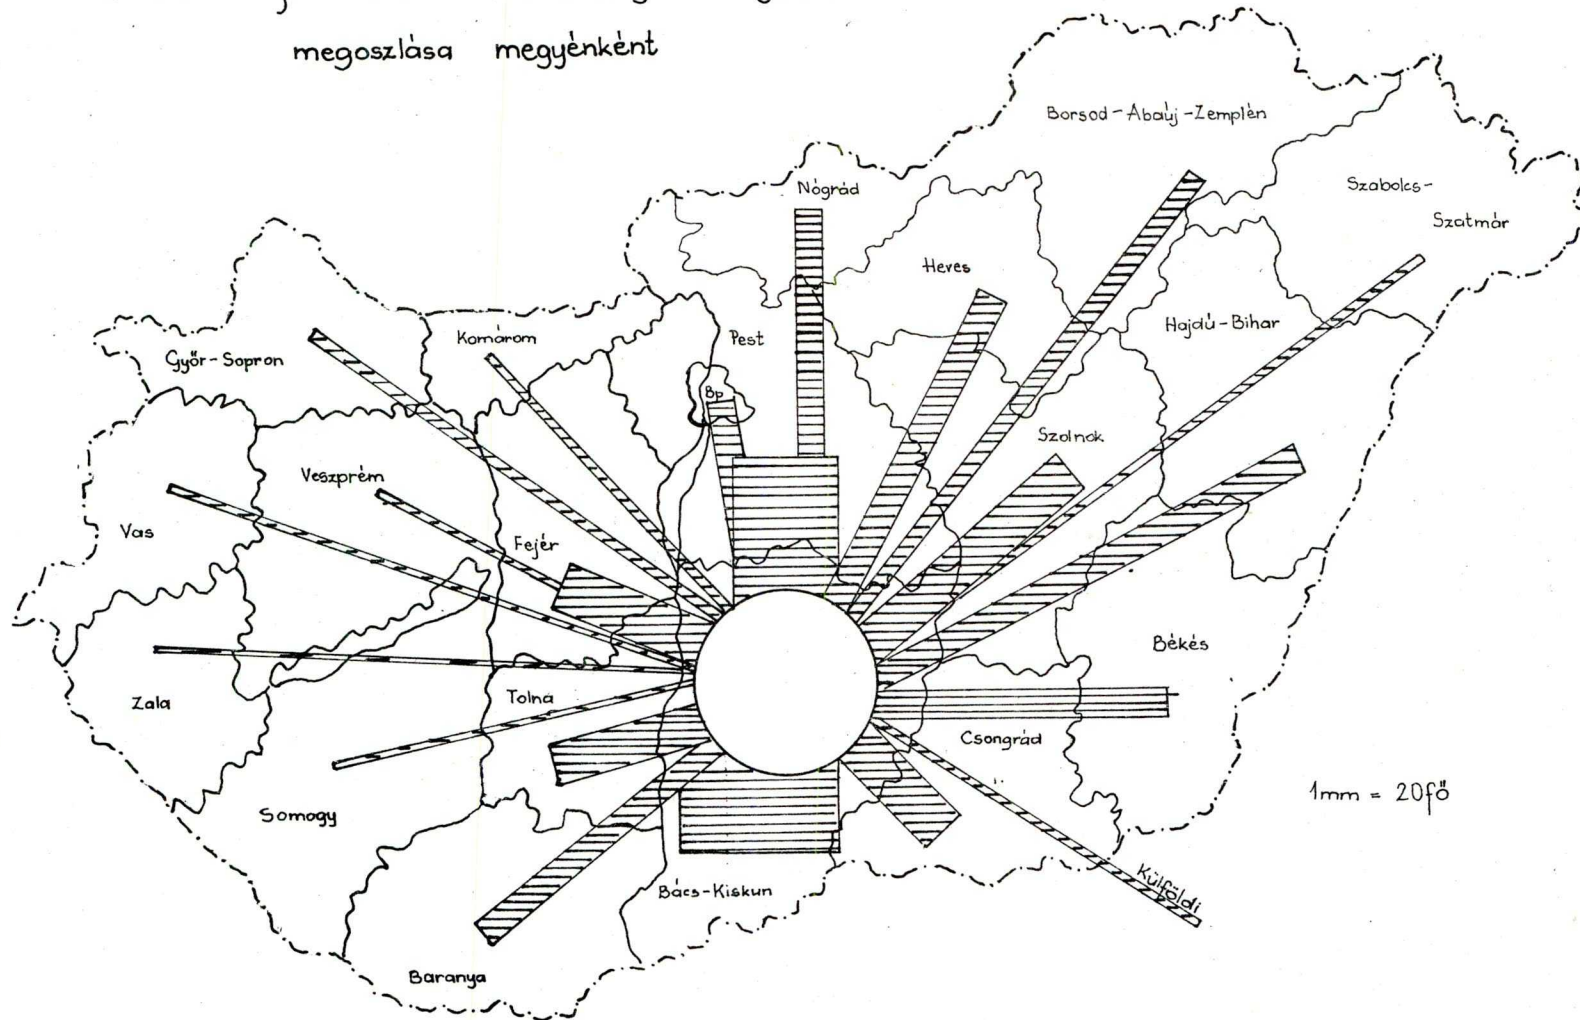 megoszlása megyénként
Borsod-Abaúj-Zemplén
Nógrád
Szabolcs-
Szatmár
Heves
Hajdú-Bihar
Komárom
Pest
Győr-Sopron
Bp
Szolnok
Veszprém
Vas
Fejér
Békés
Zala
Tolna
Csongrád
Somogy
1mm = 20fő
Külföldi
Bács-Kiskun
Baranya